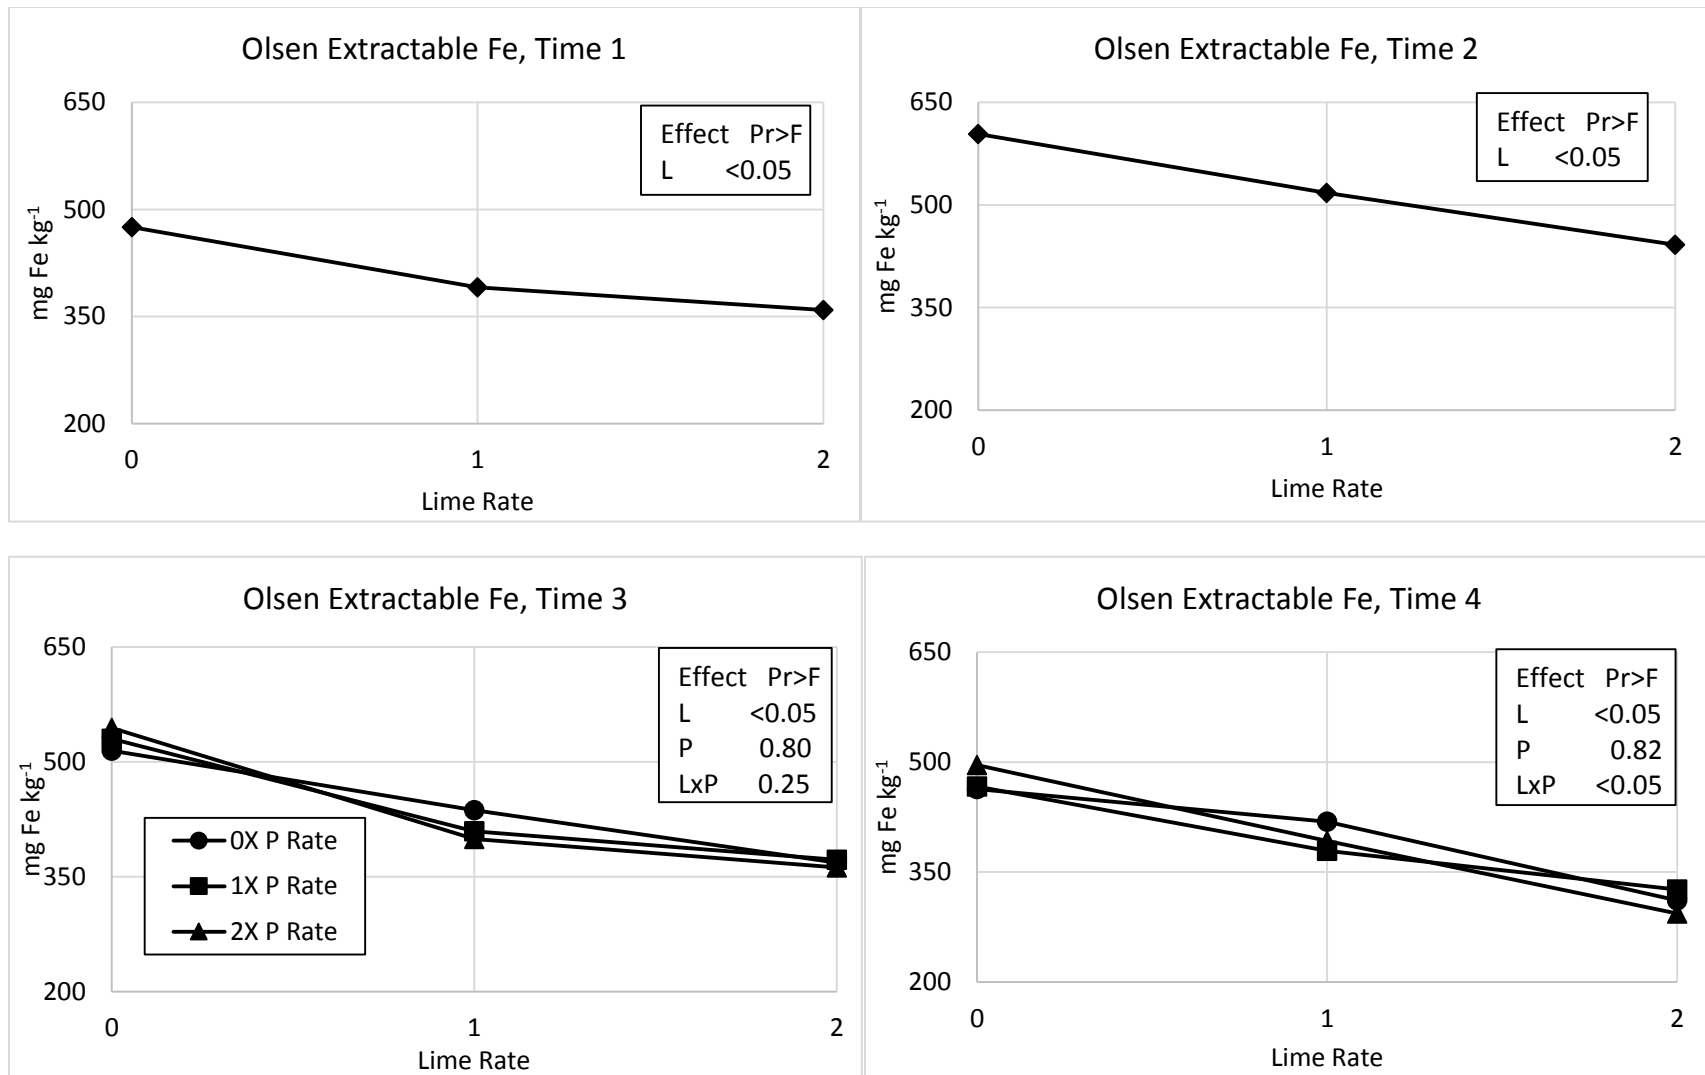 Olsen Extractable Fe, Time 1
650
500
350
200
mg Fe kg⁻¹
Effect Pr>F
L <0.05
0 1 2
Lime Rate
Olsen Extractable Fe, Time 2
650
500
350
200
mg Fe kg⁻¹
Effect Pr>F
L <0.05
0 1 2
Lime Rate
Olsen Extractable Fe, Time 3
650
500
350
200
mg Fe kg⁻¹
Effect Pr>F
L <0.05
P 0.80
LxP 0.25
0X P Rate
1X P Rate
2X P Rate
0 1 2
Lime Rate
Olsen Extractable Fe, Time 4
650
500
350
200
mg Fe kg⁻¹
Effect Pr>F
L <0.05
P 0.82
LxP <0.05
0 1 2
Lime Rate